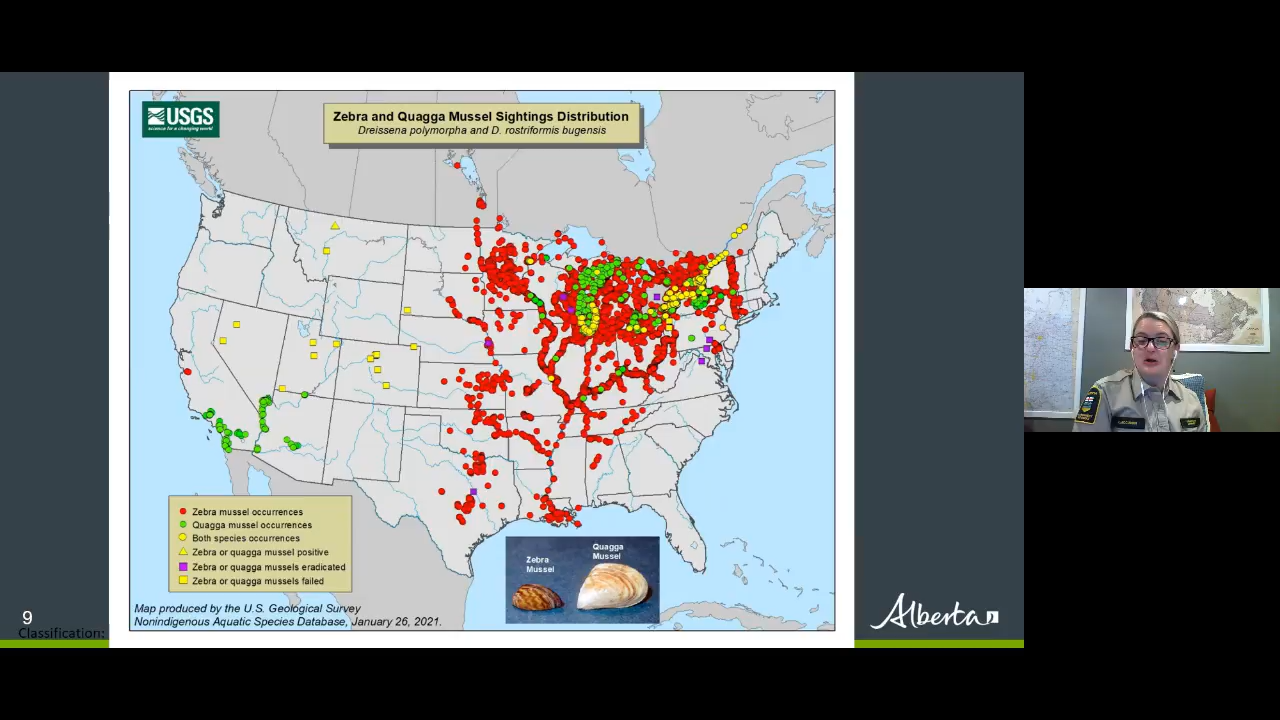 USGS
science for a changing world
Zebra and Quagga Mussel Sightings Distribution
Dreissena polymorpha and D. rostriformis bugensis
Zebra mussel occurrences
Quagga mussel occurrences
Both species occurrences
Zebra or quagga mussel positive
Zebra or quagga mussels eradicated
Zebra or quagga mussels failed
Zebra
Mussel
Quagga
Mussel
Map produced by the U.S. Geological Survey
Nonindigenous Aquatic Species Database, January 26, 2021.
9
Classification:
Alberta